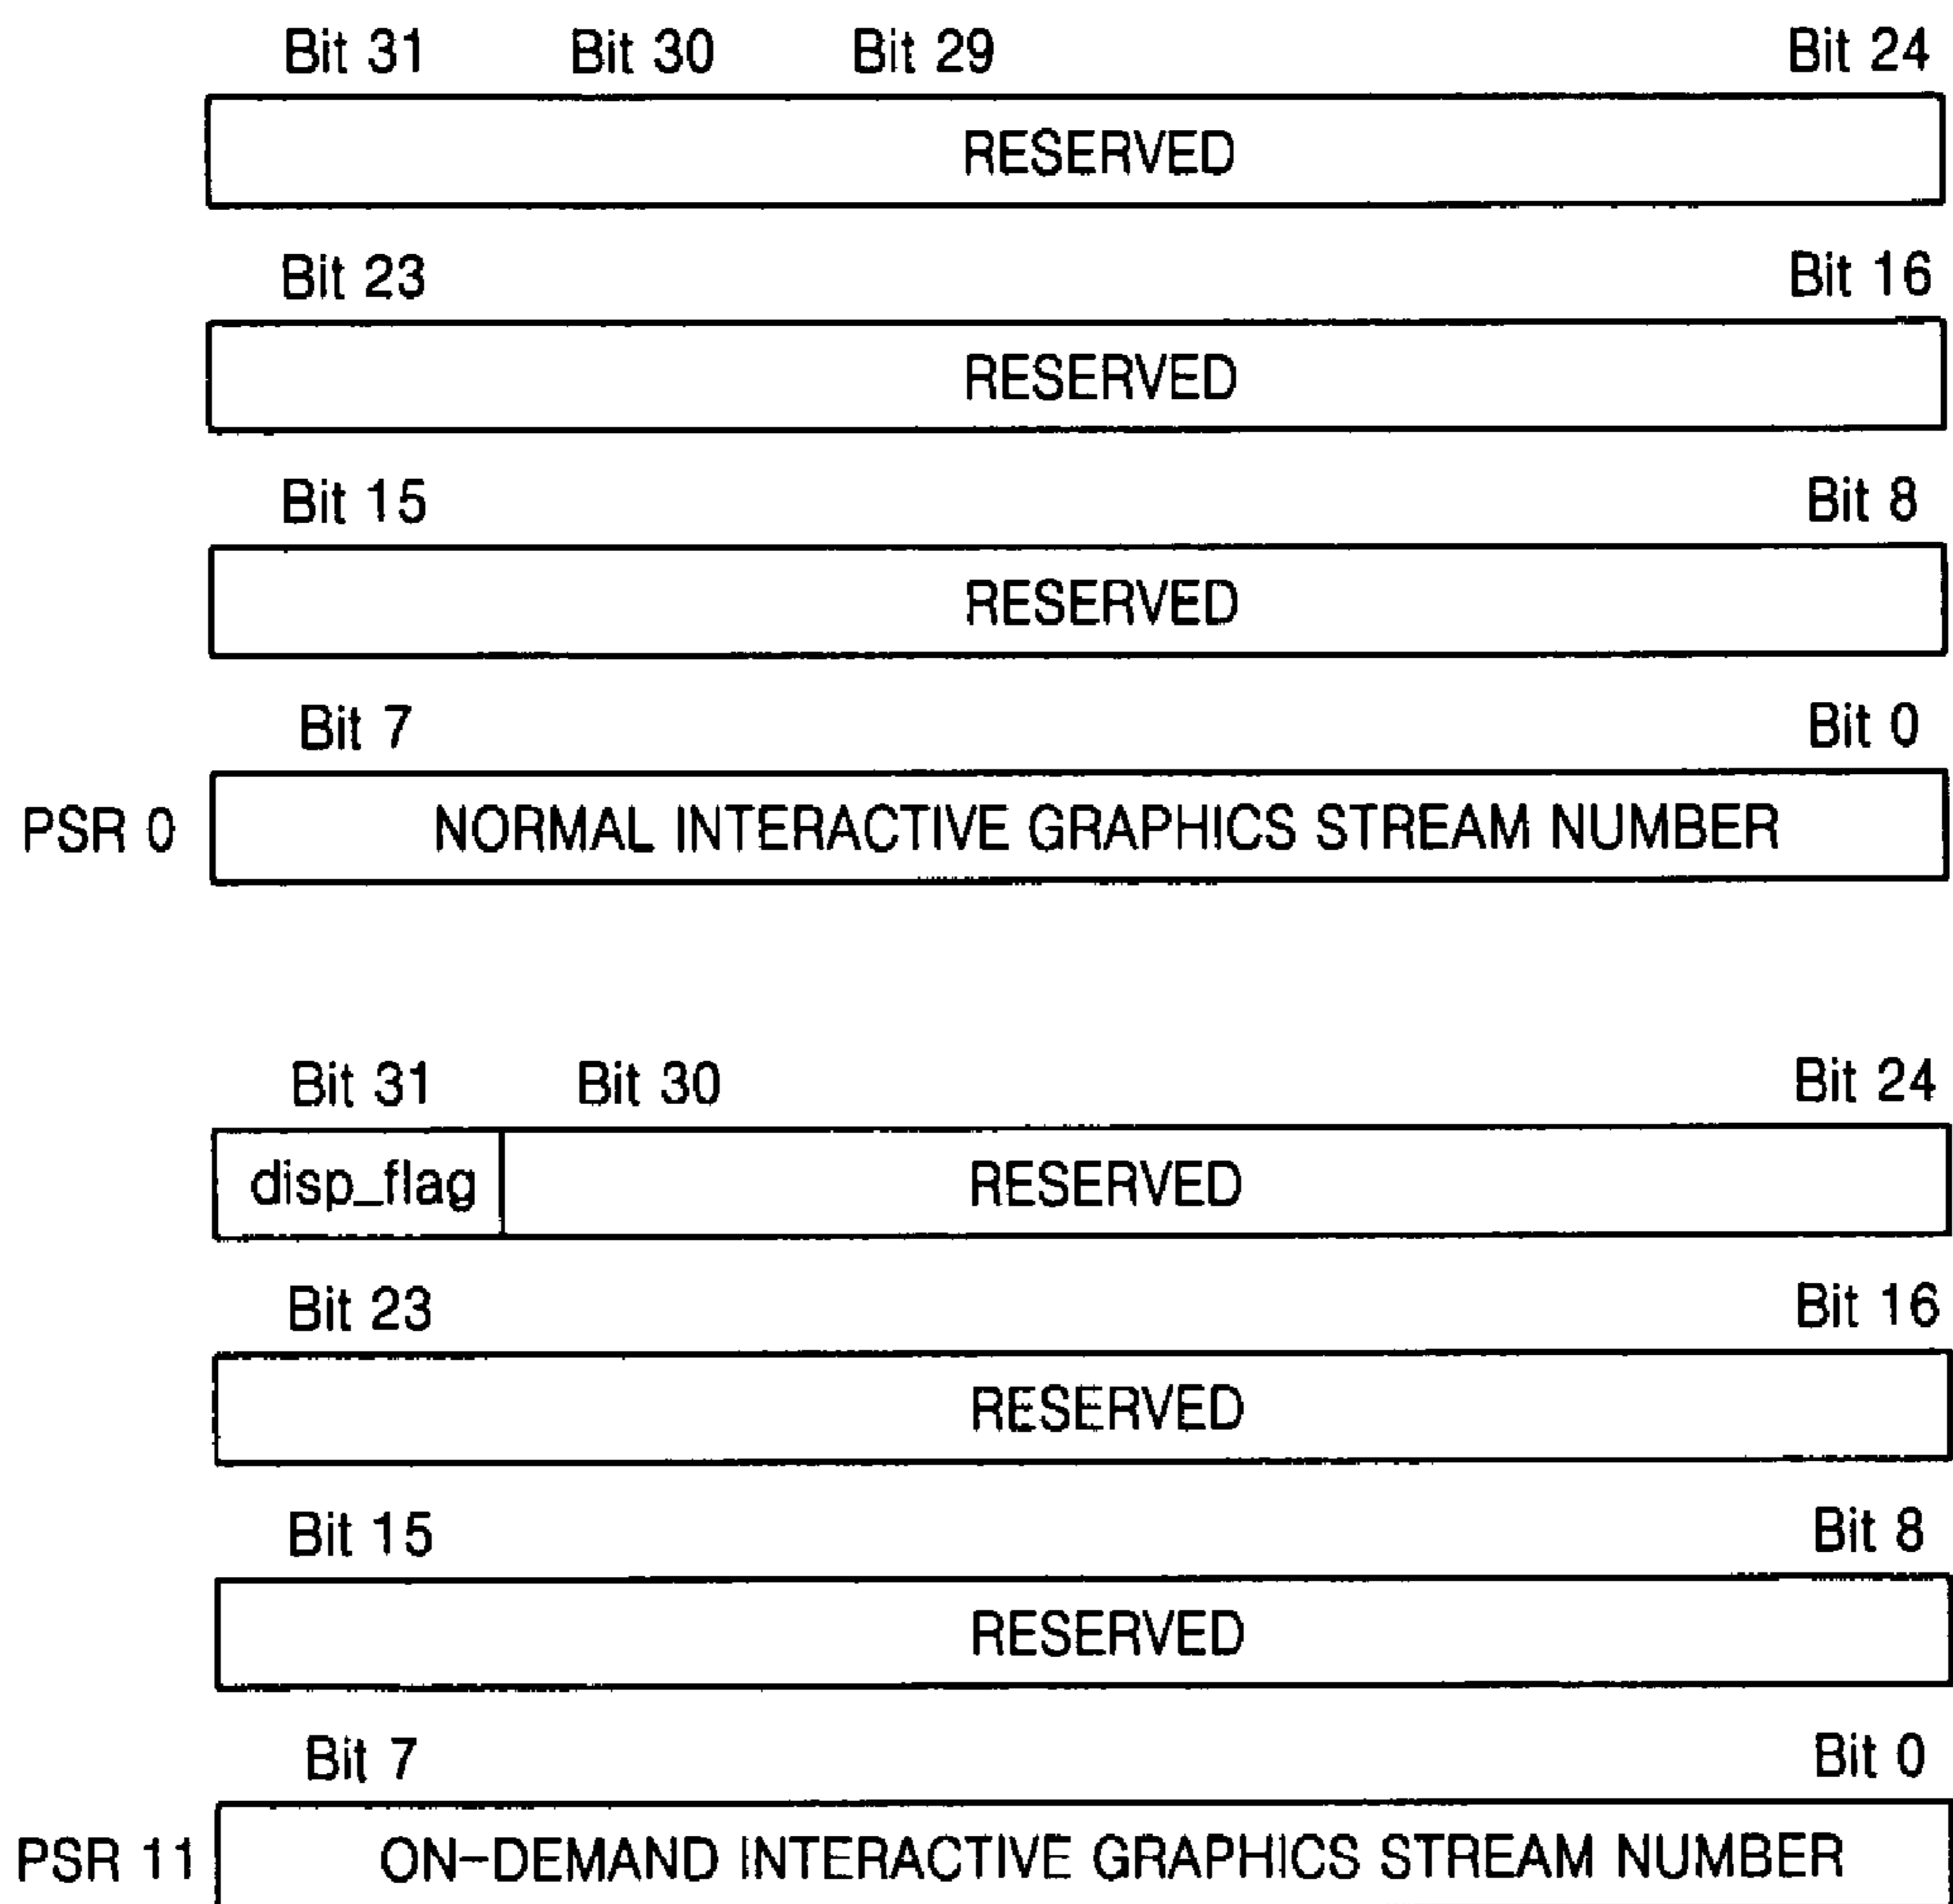 Bit 31 Bit 30 Bit 29 Bit 24
RESERVED
Bit 23 Bit 16
RESERVED
Bit 15 Bit 8
RESERVED
Bit 7 Bit 0
PSR 0 NORMAL INTERACTIVE GRAPHICS STREAM NUMBER
Bit 31 Bit 30 Bit 24
disp_flag RESERVED
Bit 23 Bit 16
RESERVED
Bit 15 Bit 8
RESERVED
Bit 7 Bit 0
PSR 11 ON-DEMAND INTERACTIVE GRAPHICS STREAM NUMBER